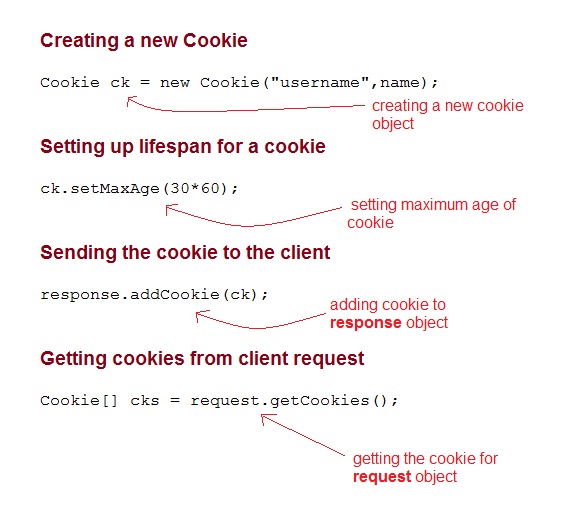 Creating a new Cookie
Cookie ck = new Cookie("username",name);
creating a new cookie
object
Setting up lifespan for a cookie
ck.setMaxAge(30*60);
setting maximum age of
cookie
Sending the cookie to the client
response.addCookie(ck);
adding cookie to
response object
Getting cookies from client request
Cookie[] cks = request.getCookies();
getting the cookie for
request object